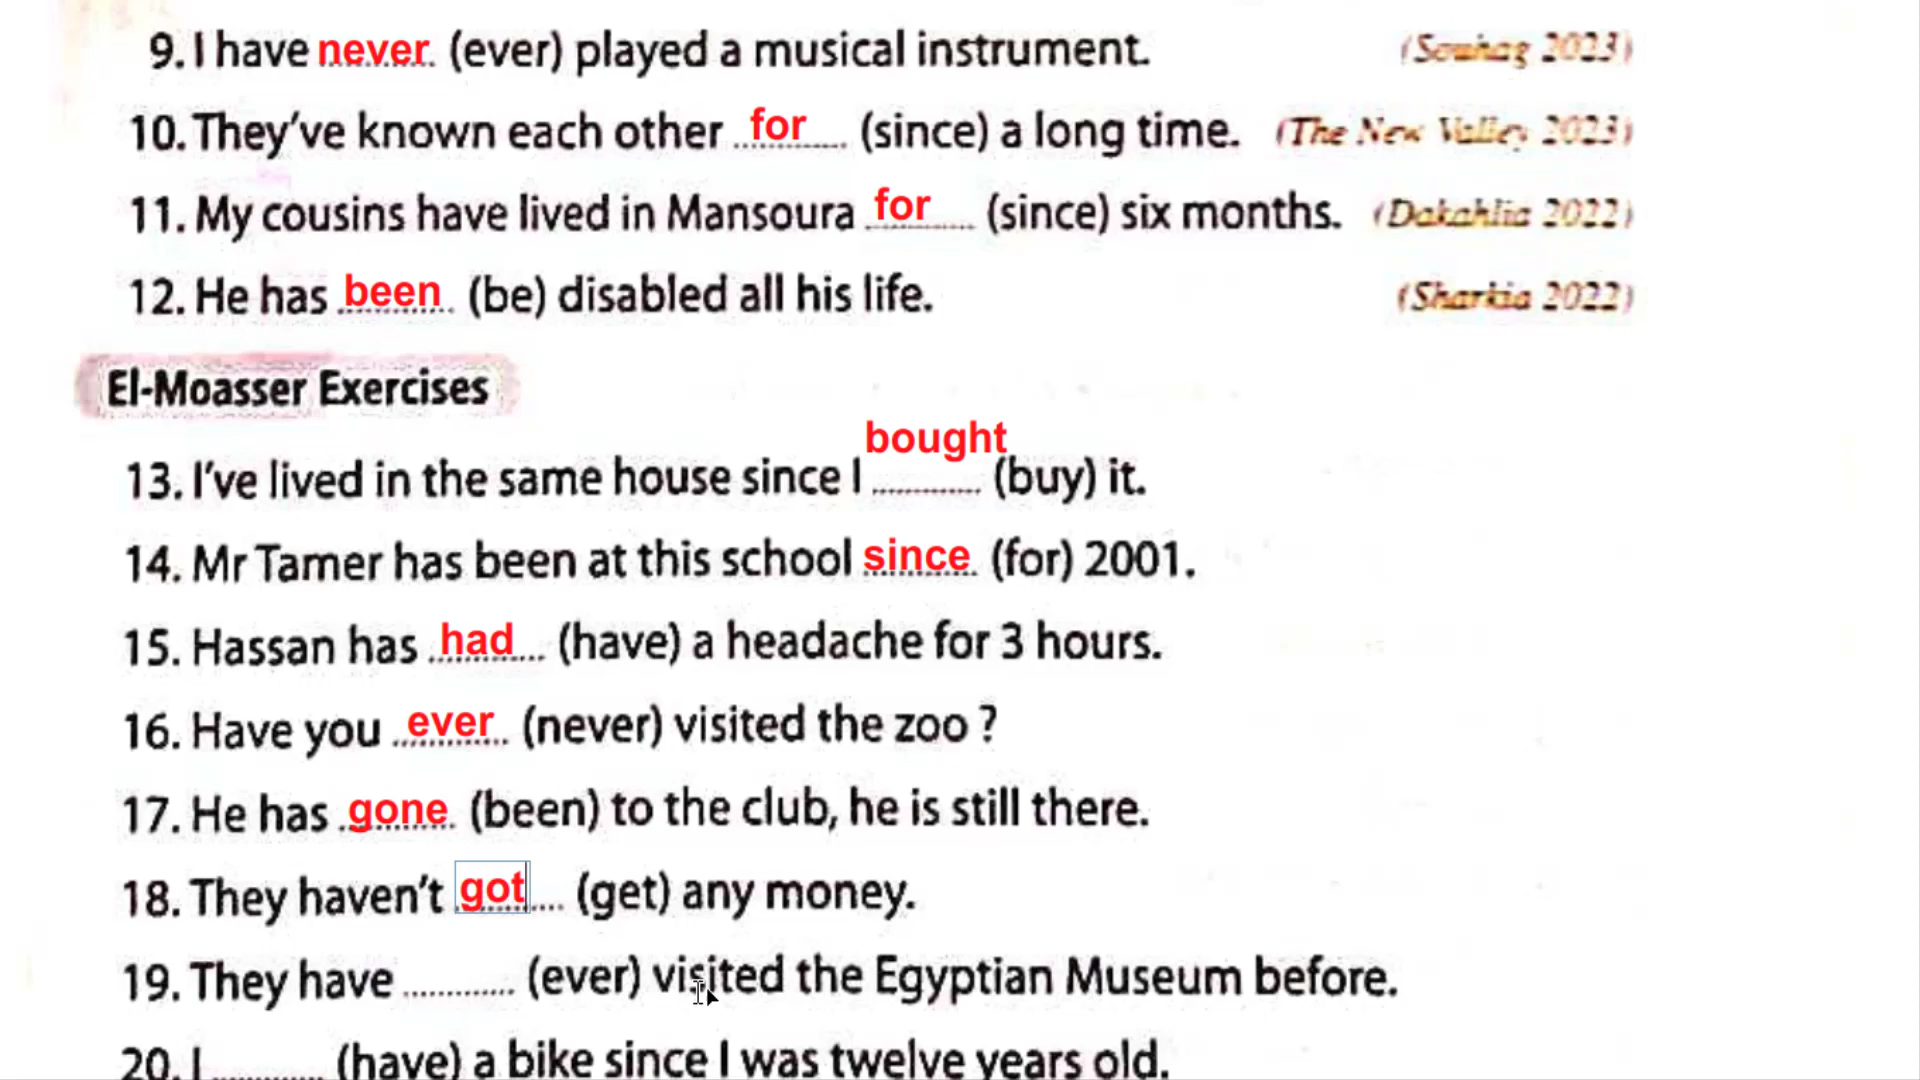 9. I have never (ever) played a musical instrument. (Souhag 2023)
10. They've known each other for (since) a long time. (The New Valley 2023)
11. My cousins have lived in Mansoura for (since) six months. (Dakahlia 2022)
12. He has been (be) disabled all his life. (Sharkia 2022)
El-Moasser Exercises
bought
13. I've lived in the same house since I ............ (buy) it.
14. Mr Tamer has been at this school since (for) 2001.
15. Hassan has had (have) a headache for 3 hours.
16. Have you ever (never) visited the zoo ?
17. He has gone (been) to the club, he is still there.
18. They haven't got (get) any money.
19. They have ............ (ever) visited the Egyptian Museum before.
20. I ............ (have) a bike since I was twelve years old.